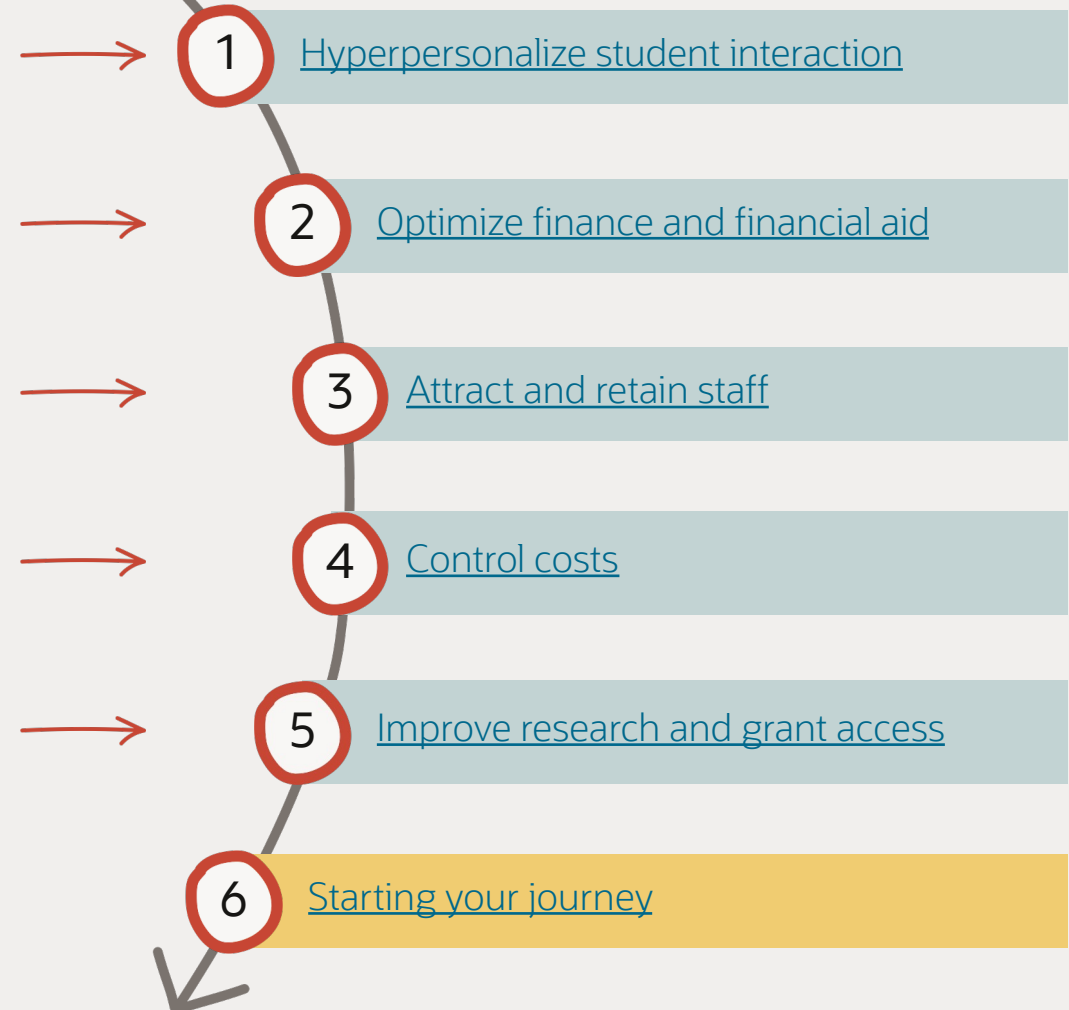 1 Hyperpersonalize student interaction
2 Optimize finance and financial aid
3 Attract and retain staff
4 Control costs
5 Improve research and grant access
6 Starting your journey